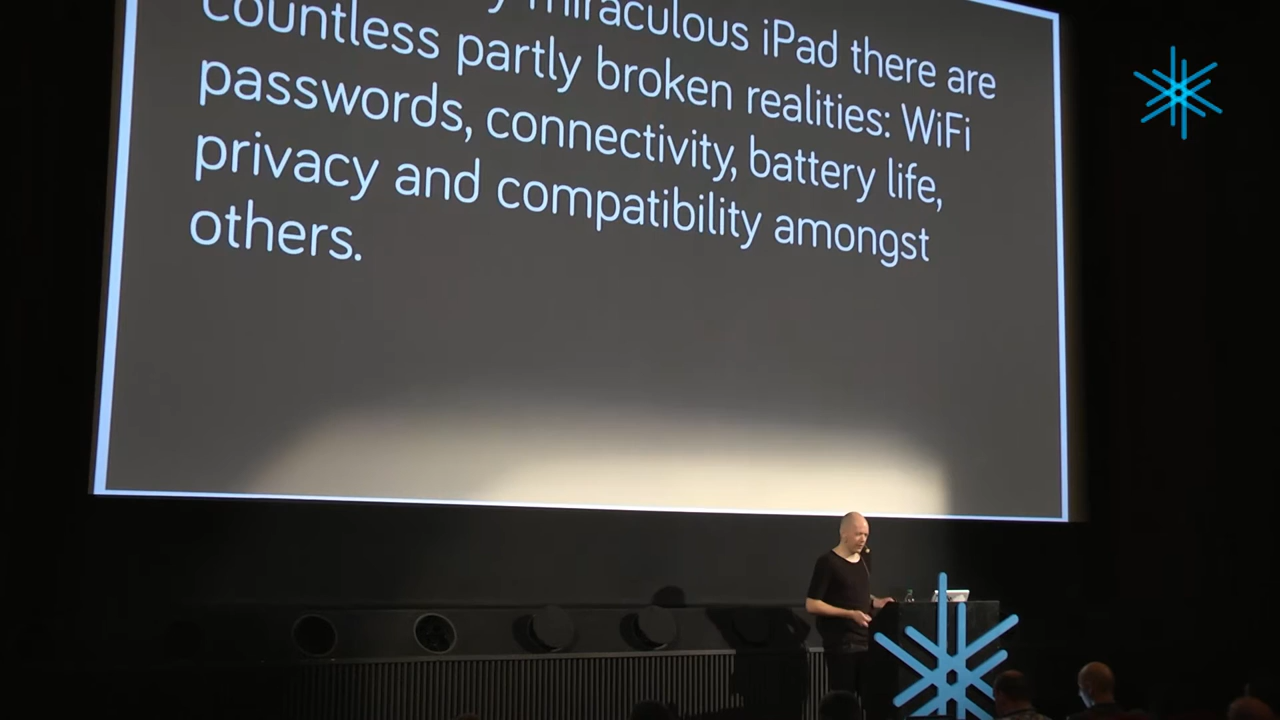 miraculous iPad there are
countless partly broken realities: WiFi
passwords, connectivity, battery life,
privacy and compatibility amongst
others.